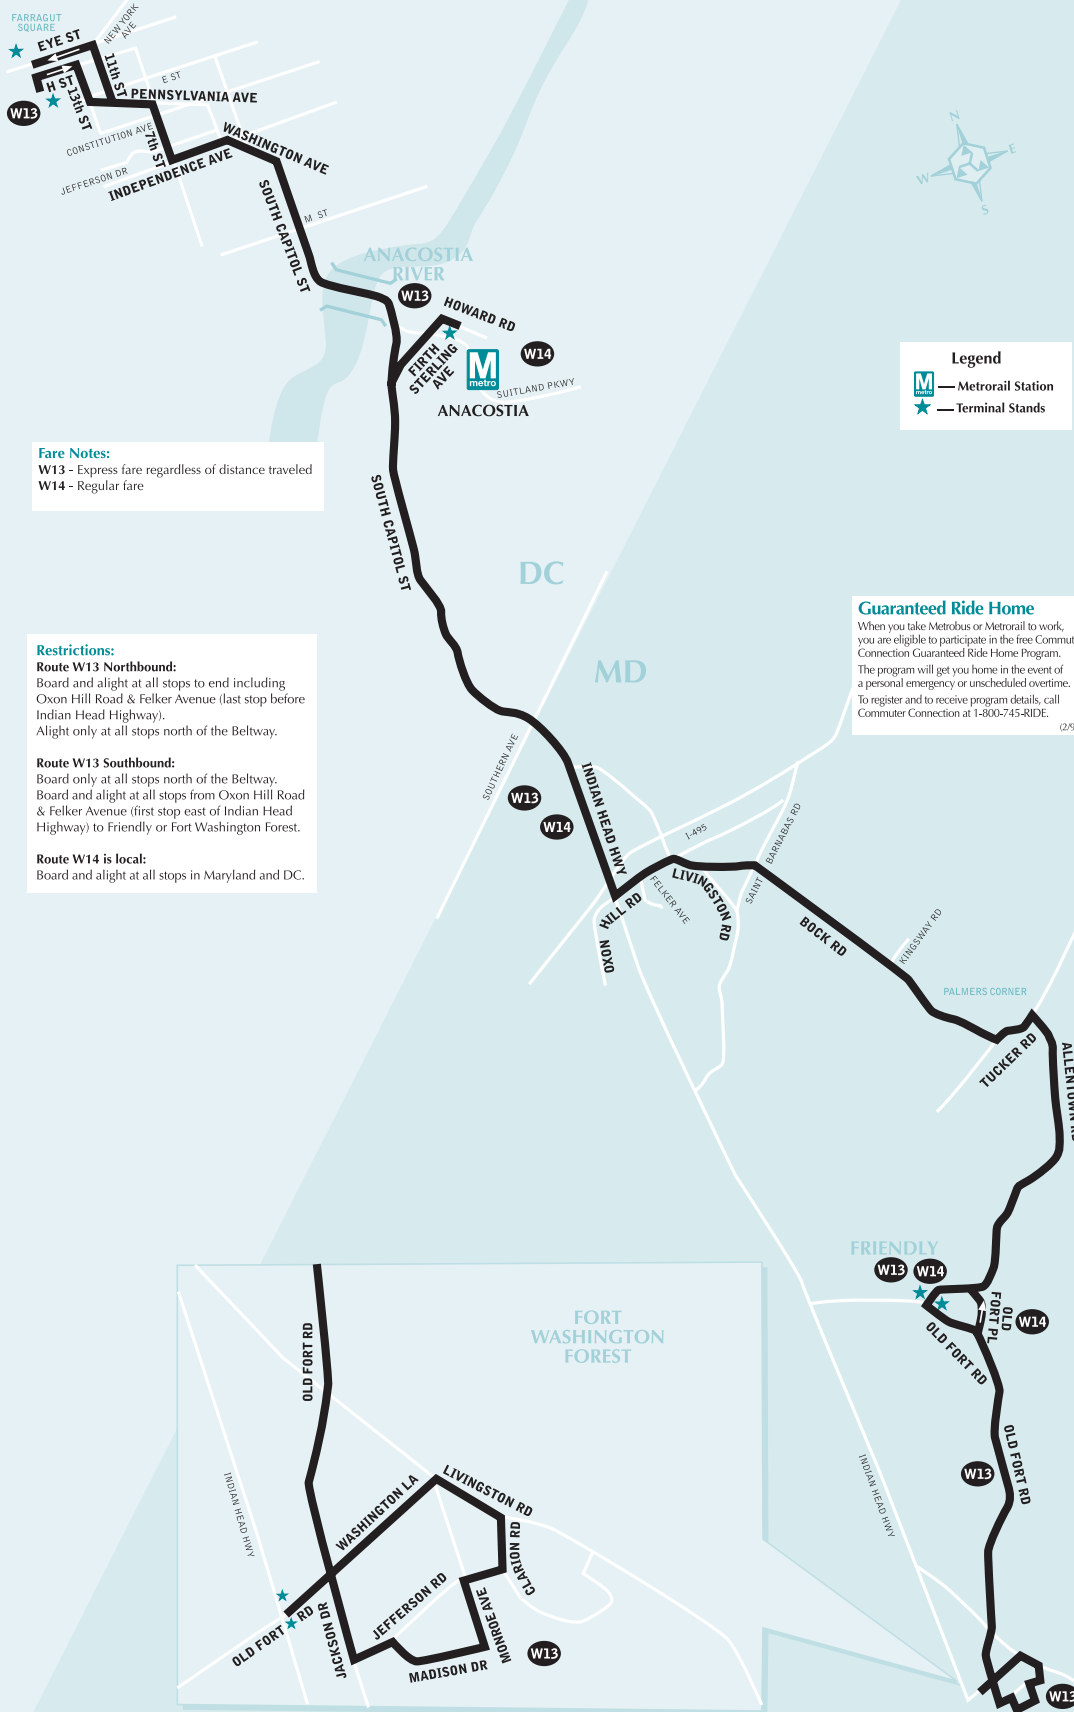 FARRAGUT
SQUARE
NEW YORK
AVE
EYE ST
11th ST
H ST
13th ST
E ST
W13
PENNSYLVANIA AVE
CONSTITUTION AVE
7th ST
WASHINGTON AVE
JEFFERSON DR
INDEPENDENCE AVE
SOUTH CAPITOL ST
M ST
N
E
W
S
ANACOSTIA
RIVER
W13
HOWARD RD
FIRTH
STERLING
AVE
W14
M
metro
SUITLAND PKWY
ANACOSTIA
Legend
M
metro
Metrorail Station
Terminal Stands
Fare Notes:
W13 - Express fare regardless of distance traveled
W14 - Regular fare
SOUTH CAPITOL ST
DC
MD
Guaranteed Ride Home
When you take Metrobus or Metrorail to work,
you are eligible to participate in the free Commut
Connection Guaranteed Ride Home Program.
The program will get you home in the event of
a personal emergency or unscheduled overtime.
To register and to receive program details, call
Commuter Connection at 1-800-745-RIDE.
(2/9
Restrictions:
Route W13 Northbound:
Board and alight at all stops to end including
Oxon Hill Road & Felker Avenue (last stop before
Indian Head Highway).
Alight only at all stops north of the Beltway.
Route W13 Southbound:
Board only at all stops north of the Beltway.
Board and alight at all stops from Oxon Hill Road
& Felker Avenue (first stop east of Indian Head
Highway) to Friendly or Fort Washington Forest.
Route W14 is local:
Board and alight at all stops in Maryland and DC.
SOUTHERN AVE
W13
W14
INDIAN HEAD HWY
I-495
SAINT BARNABAS RD
FELKER AVE
LIVINGSTON RD
OXON HILL RD
BOCK RD
KINGSWAY RD
PALMERS CORNER
TUCKER RD
ALLENTOWN RD
FRIENDLY
W13
W14
OLD
FORT PL
W14
OLD FORT RD
OLD FORT RD
W13
INDIAN HEAD HWY
W13
FORT
WASHINGTON
FOREST
OLD FORT RD
INDIAN HEAD HWY
WASHINGTON LA
LIVINGSTON RD
CLARION RD
JEFFERSON RD
MONROE AVE
OLD FORT RD
JACKSON DR
MADISON DR
W13